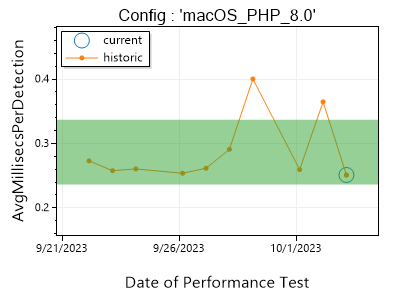 Config : 'macOS_PHP_8.0'
current
historic
AvgMillisecsPerDetection
0.4
0.3
0.2
9/21/2023
9/26/2023
10/1/2023
Date of Performance Test